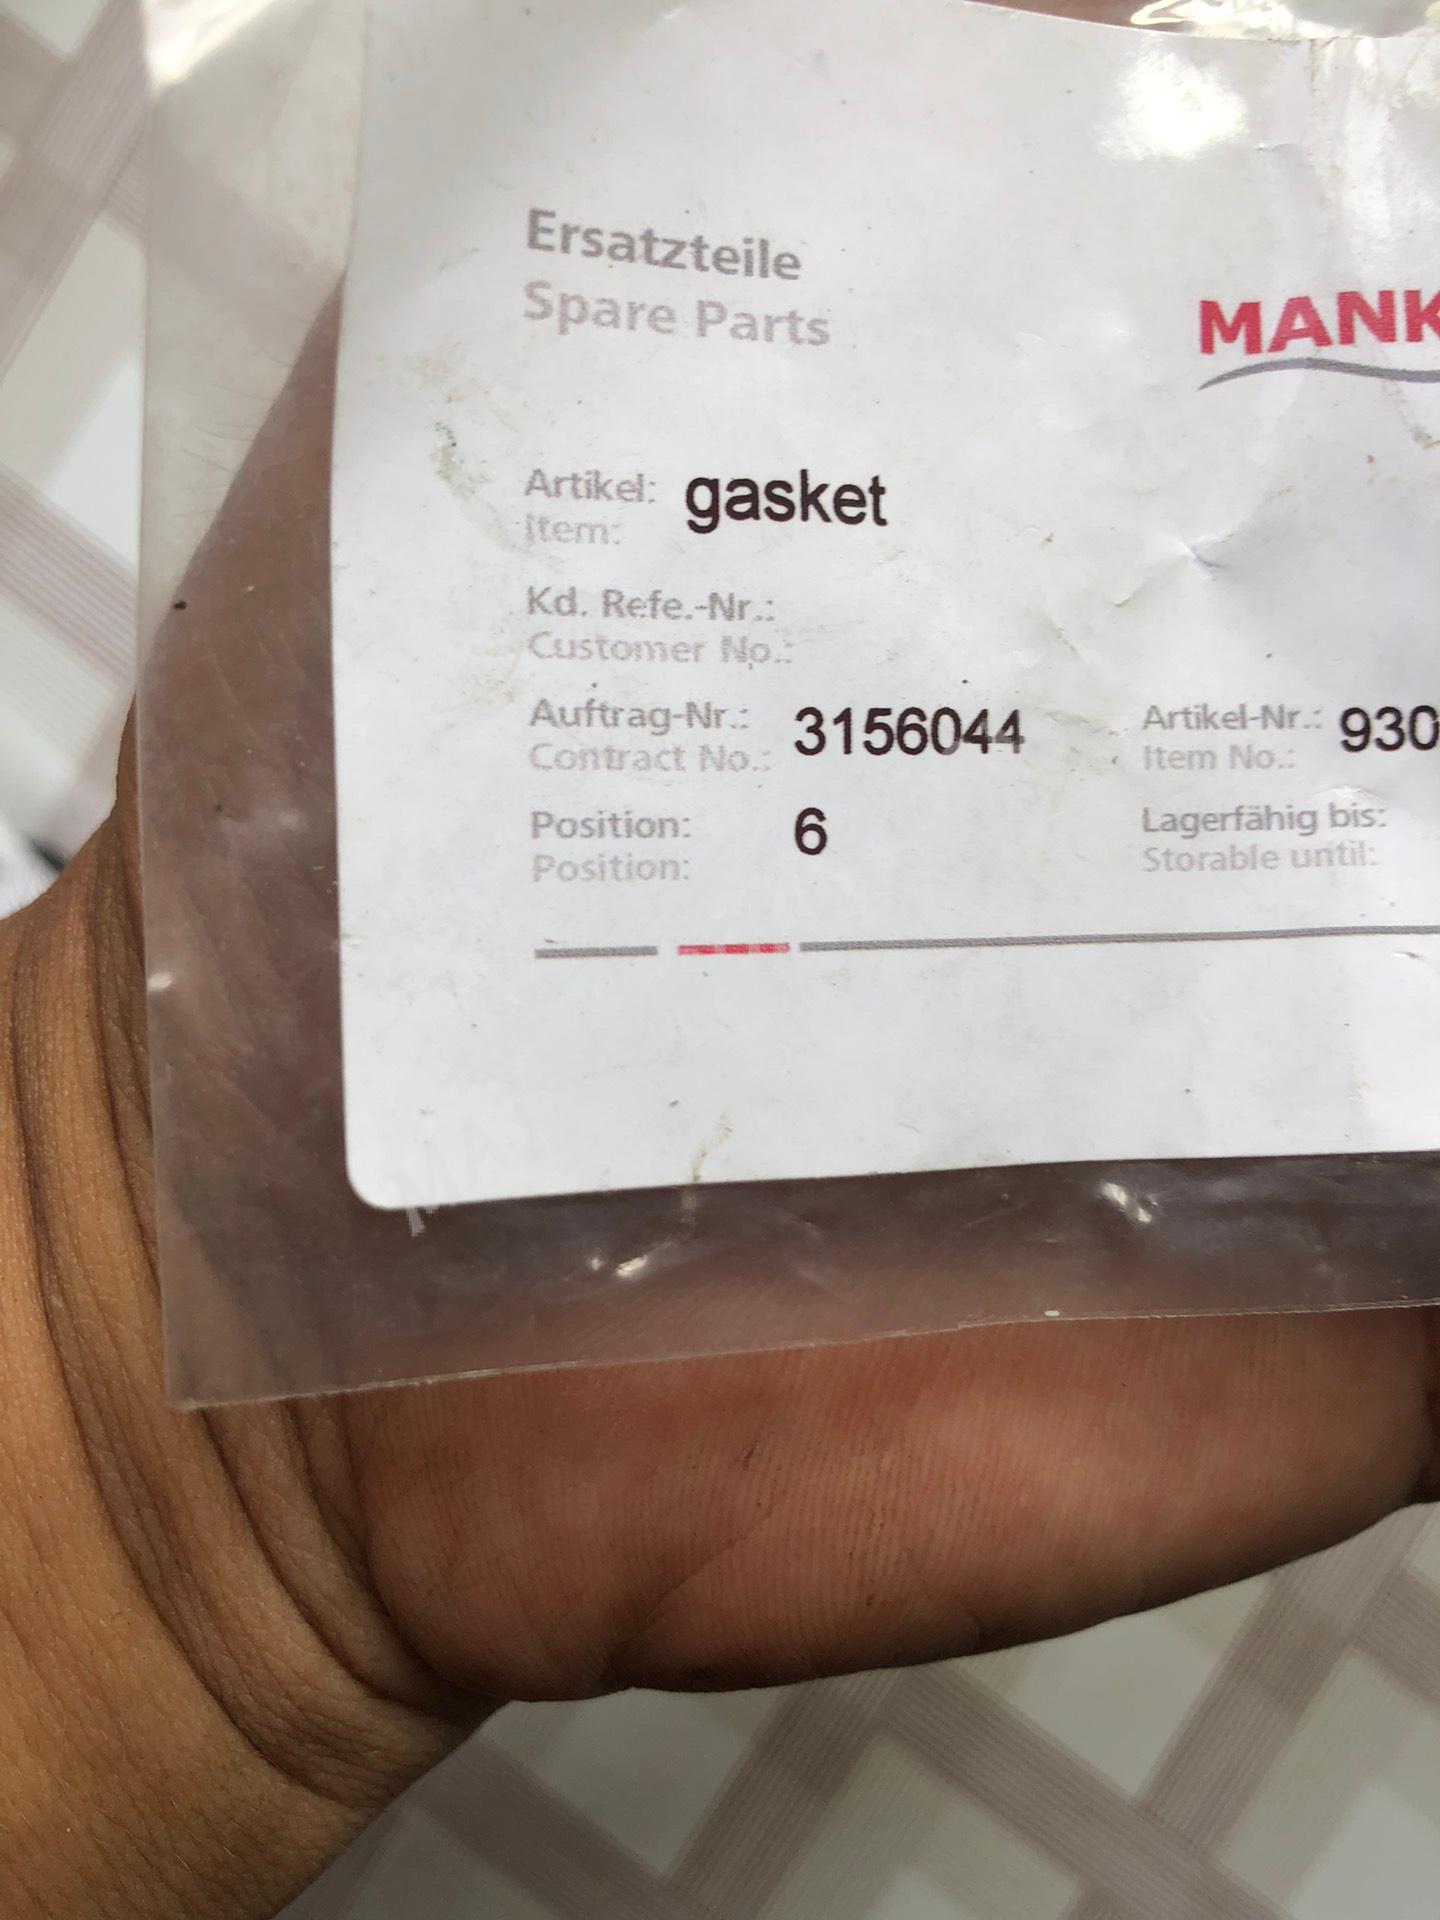 Ersatzteile
Spare Parts
MANK
Artikel: gasket
Item:
Kd. Refe.-Nr.:
Customer No.:
Auftrag-Nr.: 3156044 Artikel-Nr.: 930
Contract No.: Item No.:
Position: 6 Lagerfähig bis:
Position: Storable until: